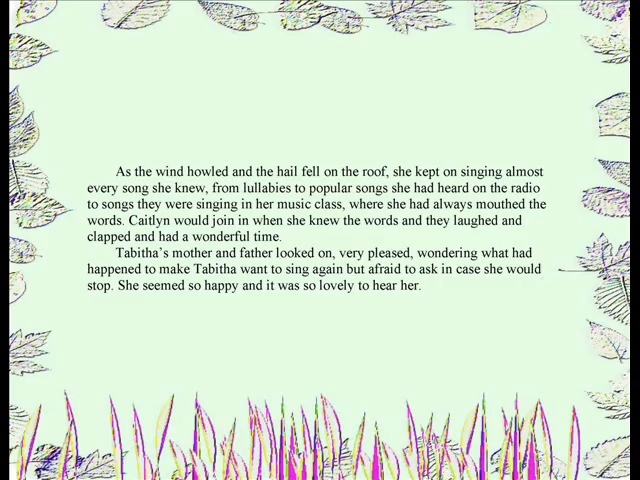 As the wind howled and the hail fell on the roof, she kept on singing almost
every song she knew, from lullabies to popular songs she had heard on the radio
to songs they were singing in her music class, where she had always mouthed the
words. Caitlyn would join in when she knew the words and they laughed and
clapped and had a wonderful time.
Tabitha’s mother and father looked on, very pleased, wondering what had
happened to make Tabitha want to sing again but afraid to ask in case she would
stop. She seemed so happy and it was so lovely to hear her.